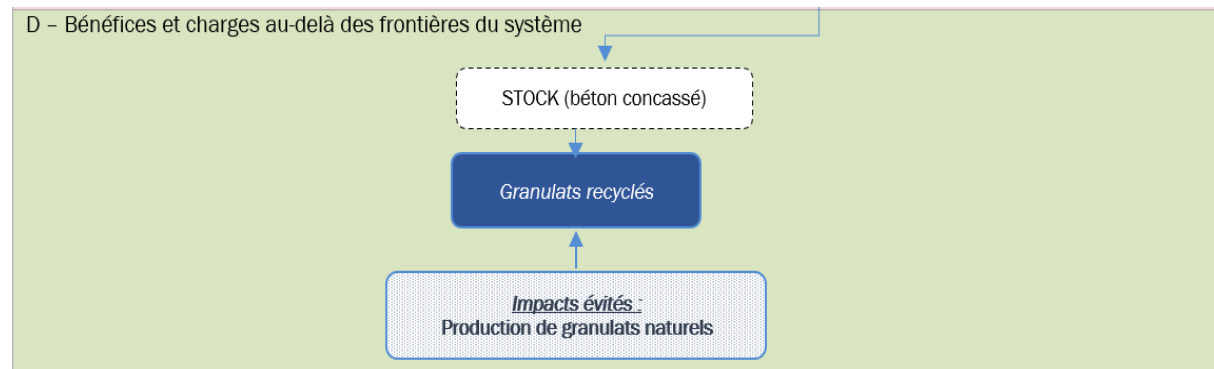 D – Bénéfices et charges au-delà des frontières du système
STOCK (béton concassé)
Granulats recyclés
Impacts évités :
Production de granulats naturels